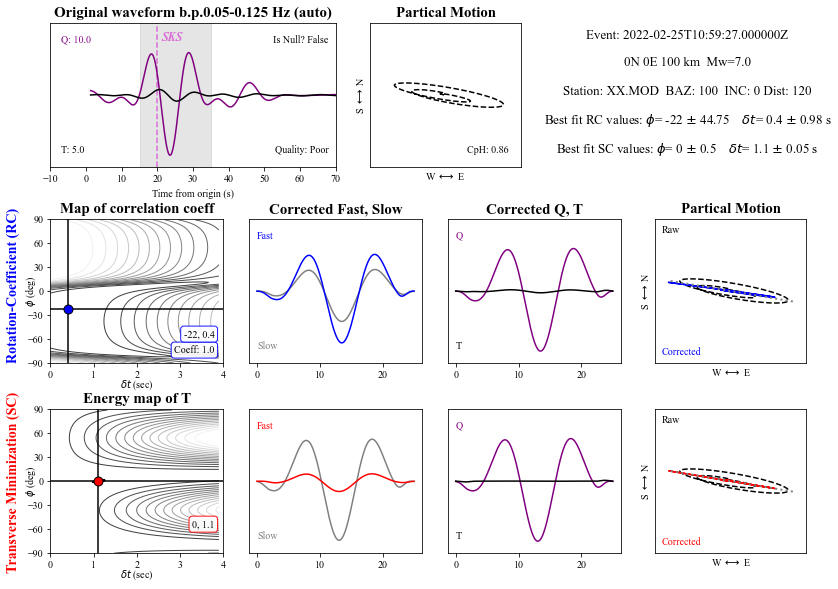 Original waveform b.p.0.05-0.125 Hz (auto)
Q: 10.0
SKS
Is Null? False
T: 5.0
Quality: Poor
−10 0 10 20 30 40 50 60 70
Time from origin (s)
Partical Motion
S ⟷ N
CpH: 0.86
W ⟷ E
Event: 2022-02-25T10:59:27.000000Z
0N 0E 100 km Mw=7.0
Station: XX.MOD BAZ: 100 INC: 0 Dist: 120
Best fit RC values: ϕ= -22 ± 44.75 δt= 0.4 ± 0.98 s
Best fit SC values: ϕ= 0 ± 0.5 δt= 1.1 ± 0.05 s
Rotation-Coefficient (RC)
Map of correlation coeff
90
60
30
0
−30
−60
−90
ϕ (deg)
-22, 0.4
Coeff: 1.0
0 1 2 3 4
δt (sec)
Corrected Fast, Slow
Fast
Slow
0 10 20
Corrected Q, T
Q
T
0 10 20
Partical Motion
Raw
S ⟷ N
Corrected
W ⟷ E
Transverse Minimization (SC)
Energy map of T
90
60
30
0
−30
−60
−90
ϕ (deg)
0, 1.1
0 1 2 3 4
δt (sec)
Fast
Slow
0 10 20
Q
T
0 10 20
Raw
S ⟷ N
Corrected
W ⟷ E